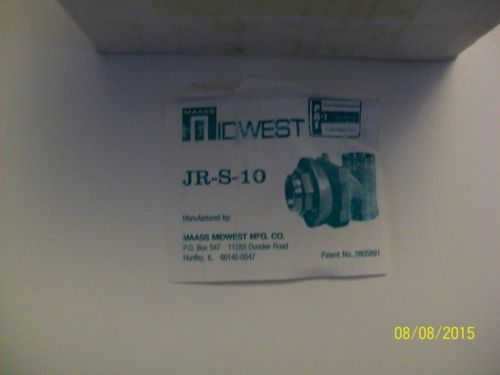 MAASS
MIDWEST
JR-S-10
Manufactured by:
MAASS MIDWEST MFG. CO.
P.O. Box 547 11283 Dundee Road
Huntley, IL 60142-0547
Patent No. 3805891
08/08/2015